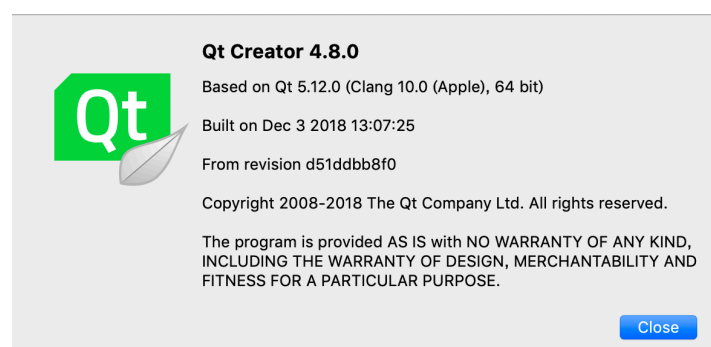 Qt Creator 4.8.0
Qt
Based on Qt 5.12.0 (Clang 10.0 (Apple), 64 bit)
Built on Dec 3 2018 13:07:25
From revision d51ddbb8f0
Copyright 2008-2018 The Qt Company Ltd. All rights reserved.
The program is provided AS IS with NO WARRANTY OF ANY KIND,
INCLUDING THE WARRANTY OF DESIGN, MERCHANTABILITY AND
FITNESS FOR A PARTICULAR PURPOSE.
Close